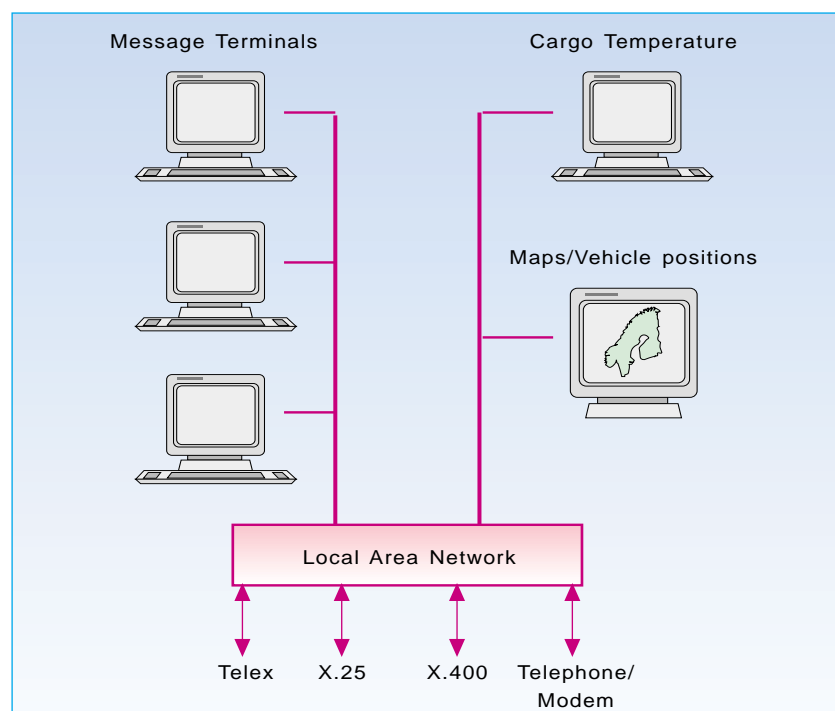 Message Terminals
Cargo Temperature
Maps/Vehicle positions
Local Area Network
Telex
X.25
X.400
Telephone/
Modem